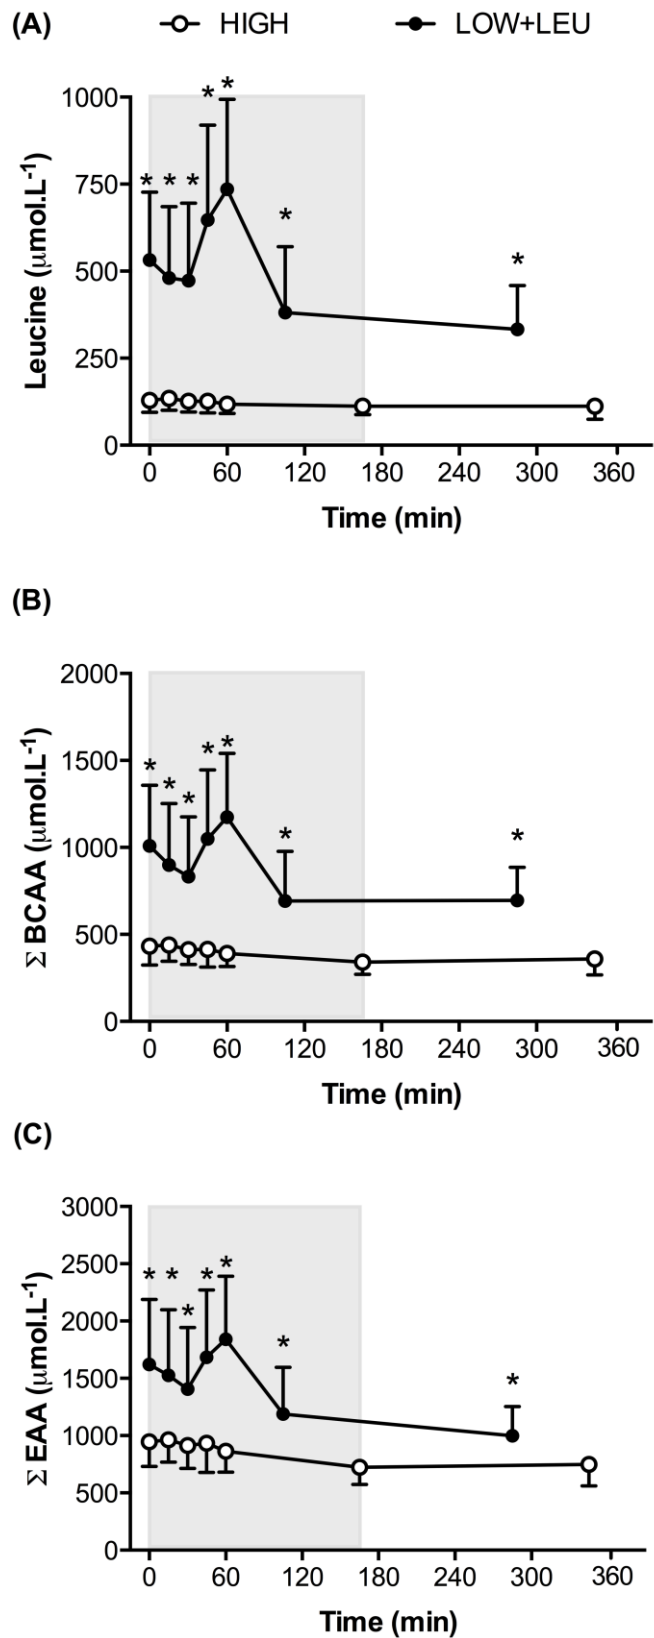 (A) HIGH LOW+LEU
* * * * * * *
1000
750
500
250
0
Leucine (μmol.L⁻¹)
0 60 120 180 240 300 360
Time (min)
(B)
* * * * * * *
2000
1500
1000
500
0
Σ BCAA (μmol.L⁻¹)
0 60 120 180 240 300 360
Time (min)
(C)
* * * * * * *
3000
2500
2000
1500
1000
500
0
Σ EAA (μmol.L⁻¹)
0 60 120 180 240 300 360
Time (min)